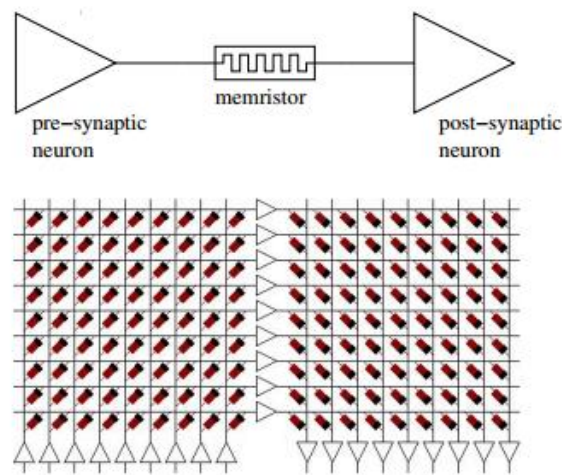 memristor
pre−synaptic
neuron
post−synaptic
neuron